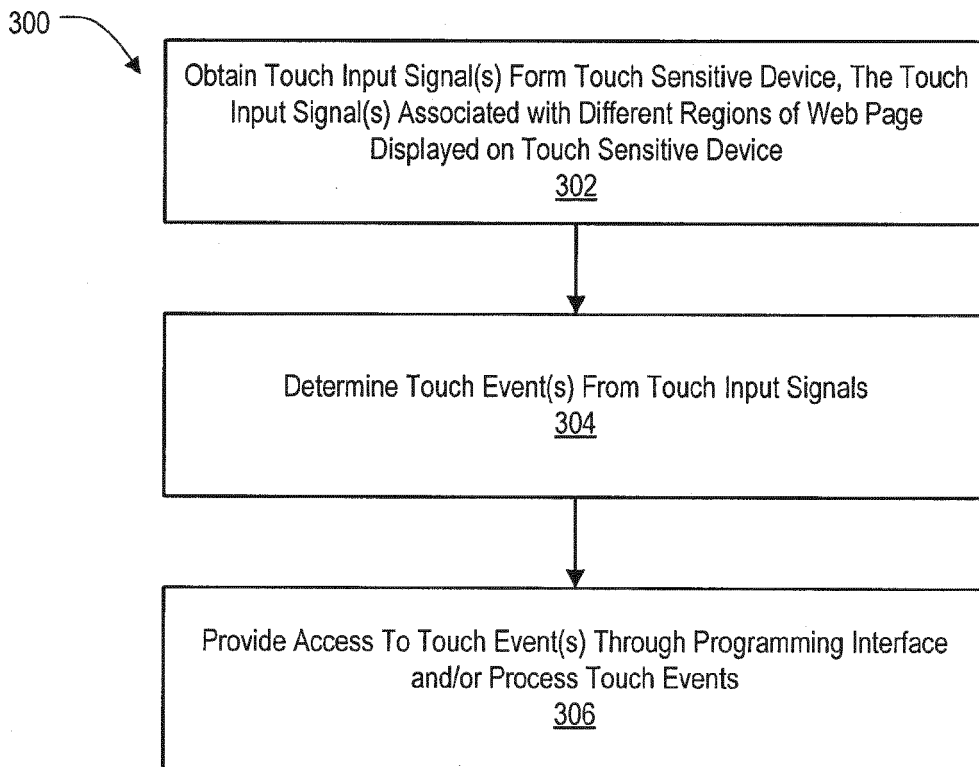 300
Obtain Touch Input Signal(s) Form Touch Sensitive Device, The Touch
Input Signal(s) Associated with Different Regions of Web Page
Displayed on Touch Sensitive Device
302
Determine Touch Event(s) From Touch Input Signals
304
Provide Access To Touch Event(s) Through Programming Interface
and/or Process Touch Events
306